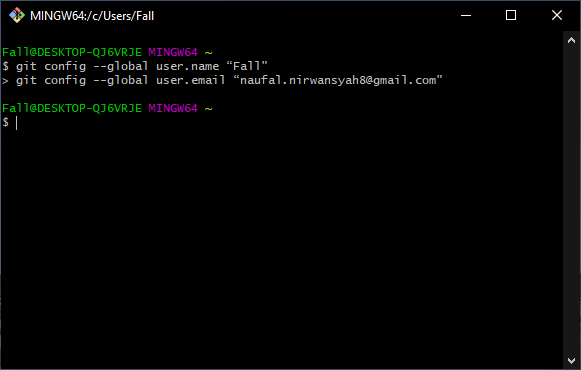 MINGW64:/c/Users/Fall
Fall@DESKTOP-QJ6VRJE MINGW64 ~
$ git config --global user.name “Fall"
> git config --global user.email “naufal.nirwansyah8@gmail.com"
Fall@DESKTOP-QJ6VRJE MINGW64 ~
$